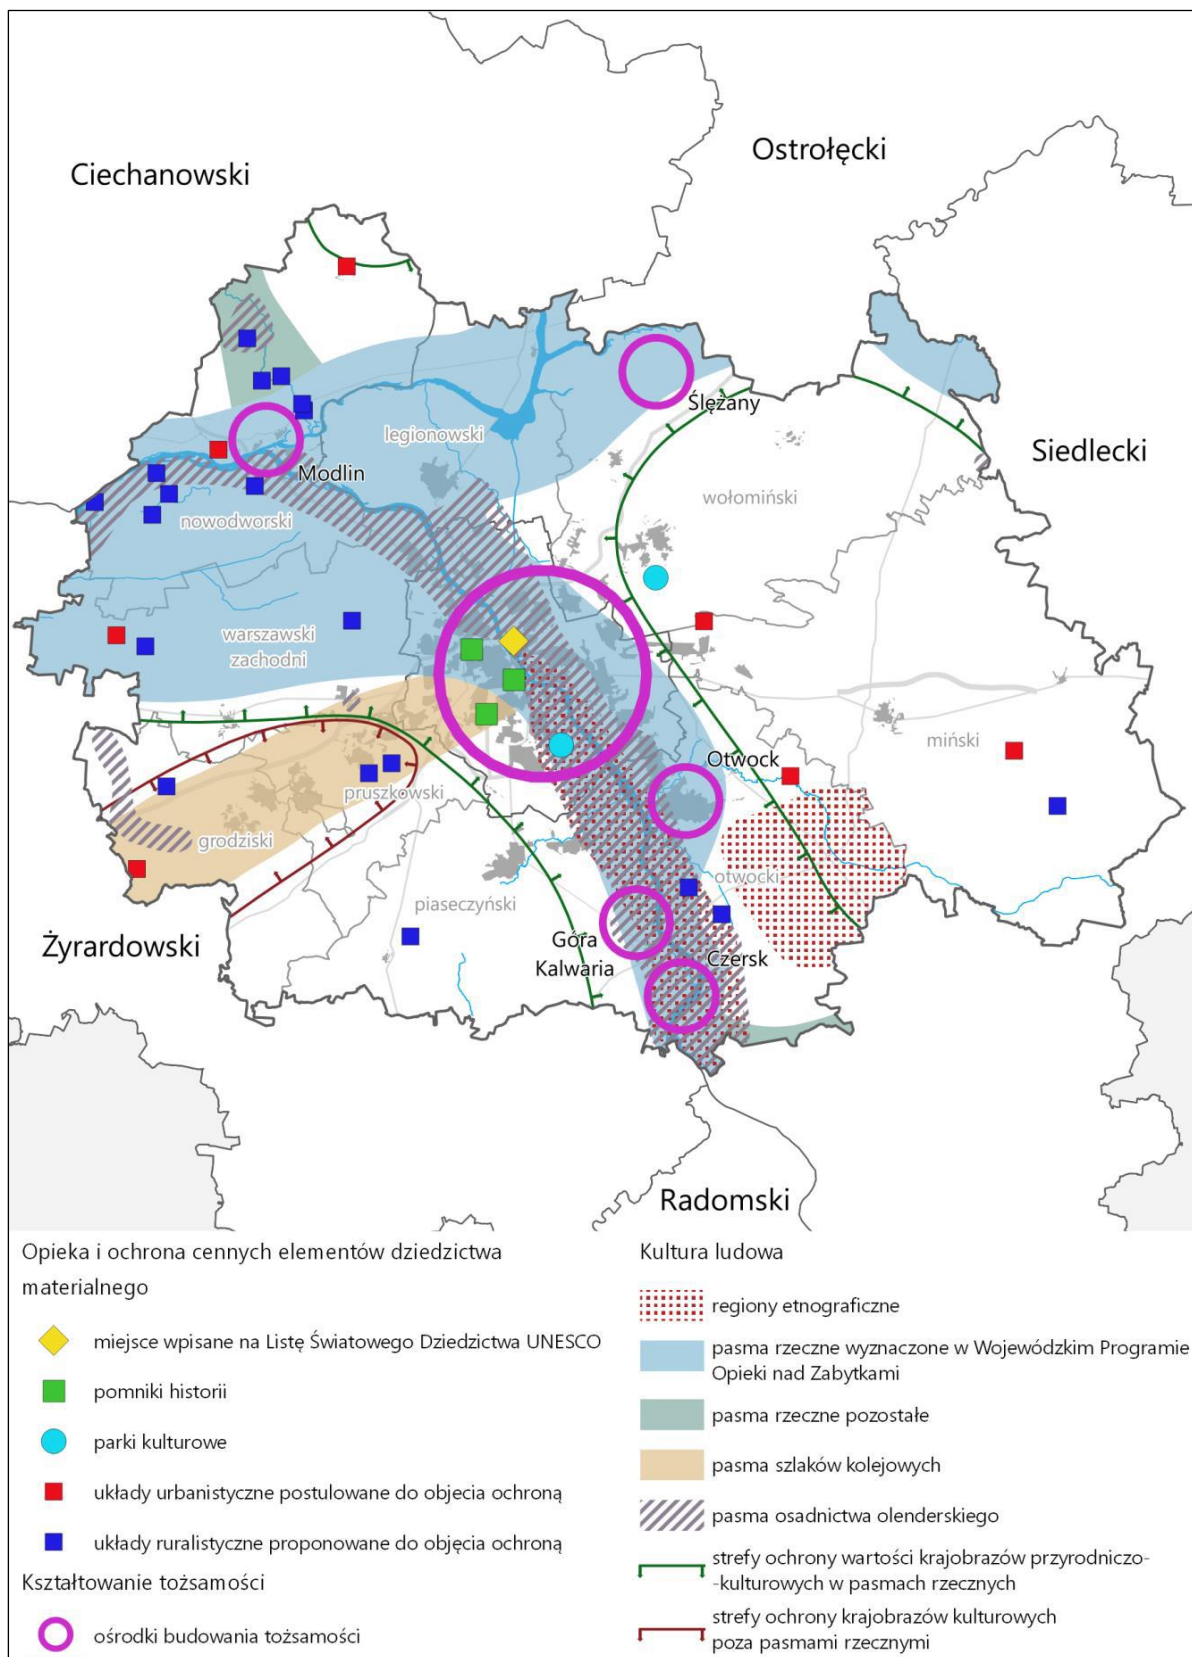 Ostrołęcki
Ciechanowski
Ślężany
legionowski
Siedlecki
Modlin
wołomiński
nowodworski
warszawski
zachodni
Otwock
miński
pruszkowski
grodziski
otwocki
piaseczyński
Góra
Kalwaria
Czersk
Żyrardowski
Radomski
Opieka i ochrona cennych elementów dziedzictwa
materialnego
miejsce wpisane na Listę Światowego Dziedzictwa UNESCO
pomniki historii
parki kulturowe
układy urbanistyczne postulowane do objecia ochroną
układy ruralistyczne proponowane do objęcia ochroną
Kształtowanie tożsamości
ośrodki budowania tożsamości
Kultura ludowa
regiony etnograficzne
pasma rzeczne wyznaczone w Wojewódzkim Programie
Opieki nad Zabytkami
pasma rzeczne pozostałe
pasma szlaków kolejowych
pasma osadnictwa olenderskiego
strefy ochrony wartości krajobrazów przyrodniczo-
-kulturowych w pasmach rzecznych
strefy ochrony krajobrazów kulturowych
poza pasmami rzecznymi